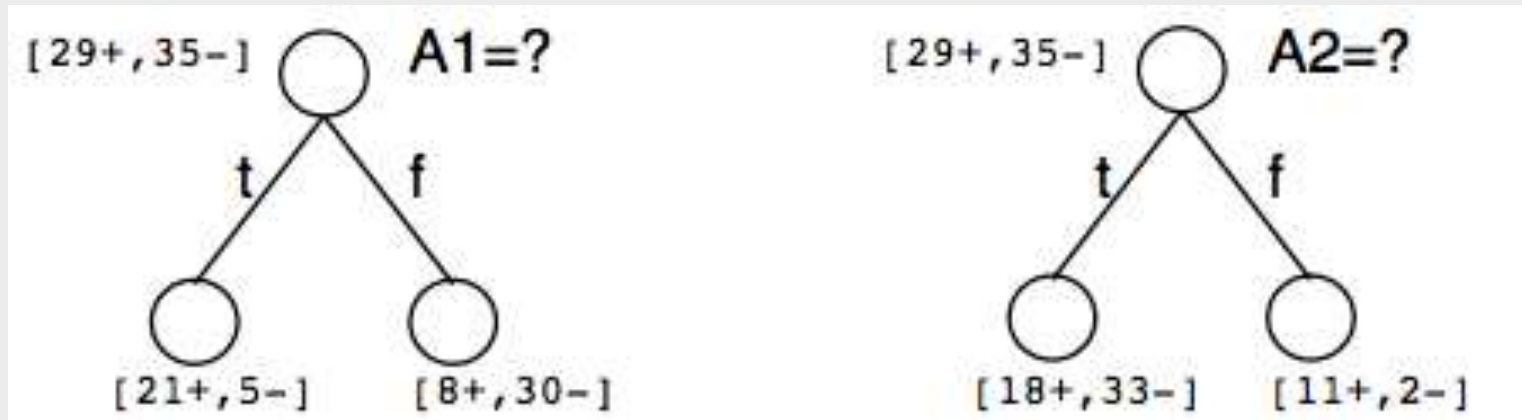 [29+,35-] A1=?
t f
[21+,5-] [8+,30-]
[29+,35-] A2=?
t f
[18+,33-] [11+,2-]